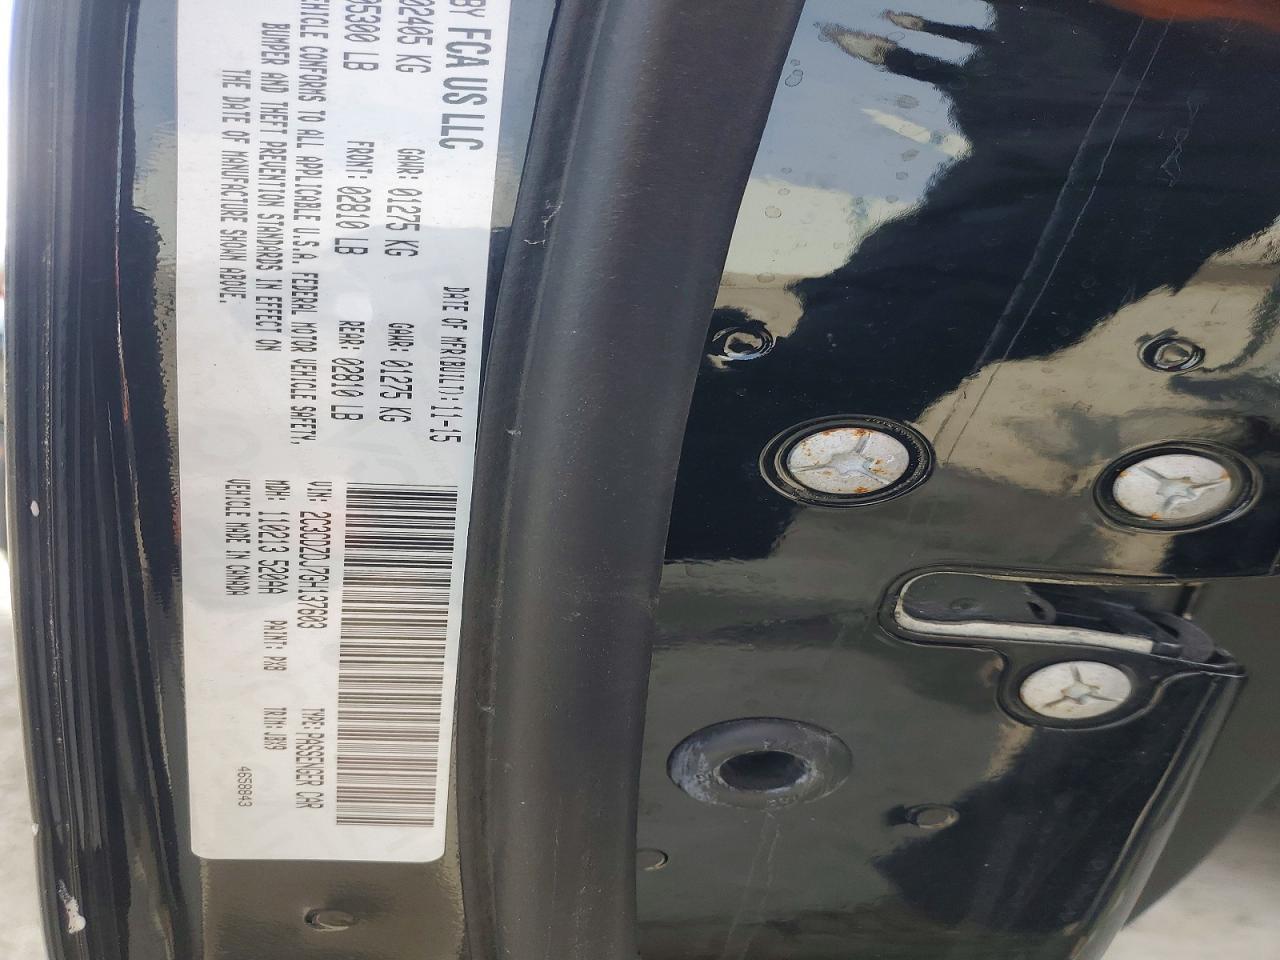 BY FCA US LLC
DATE OF MFR(BUILT): 11-15
02405 KG GAWR: 01275 KG GAWR: 01275 KG
05300 LB FRONT: 02810 LB REAR: 02810 LB
VEHICLE CONFORMS TO ALL APPLICABLE U.S.A. FEDERAL MOTOR VEHICLE SAFETY,
BUMPER AND THEFT PREVENTION STANDARDS IN EFFECT ON
THE DATE OF MANUFACTURE SHOWN ABOVE.
VIN: 2C3CDZDJ7GH137603 TYPE: PASSENGER CAR
MDH: 110213 520AA PAINT: PX8 TRIM: JBX9
VEHICLE MADE IN CANADA
4658843